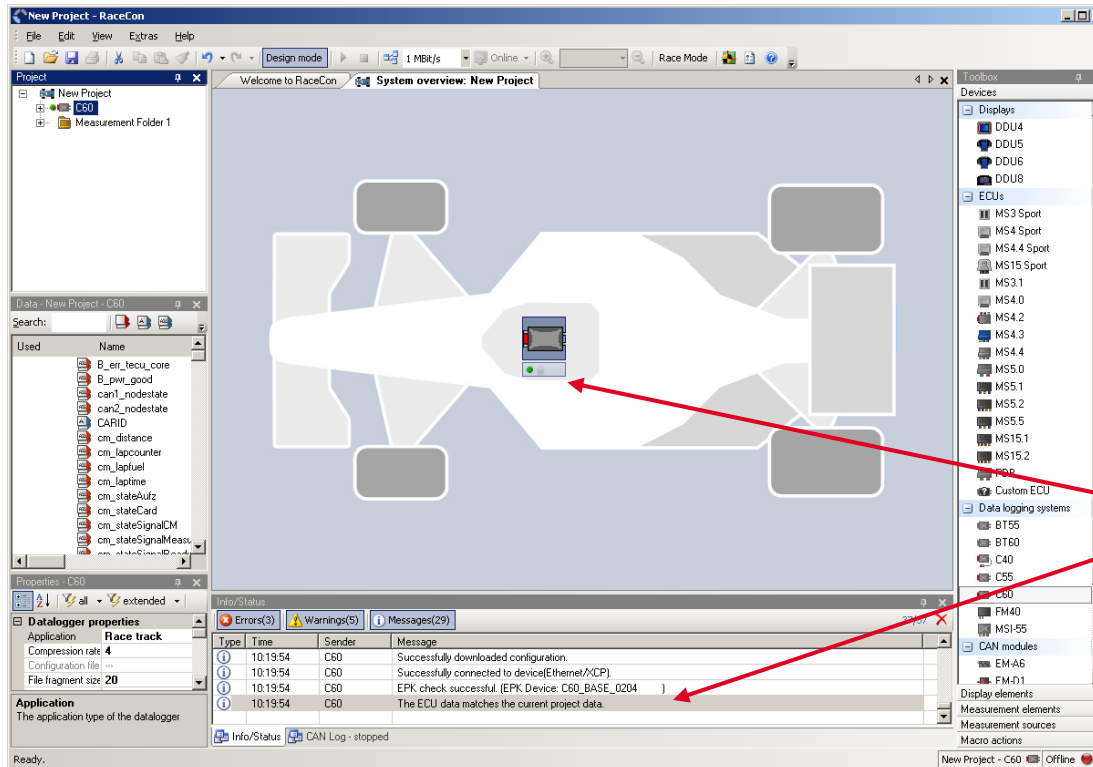 New Project - RaceCon
File Edit View Extras Help
Design mode 1 MBit/s Online Race Mode
Project
New Project
C60
Measurement Folder 1
Welcome to RaceCon System overview: New Project
Data - New Project - C60
Search:
Used Name
B_err_tecu_core
B_pwr_good
can1_nodestate
can2_nodestate
CARID
cm_distance
cm_lapcounter
cm_lapfuel
cm_laptime
cm_stateAufz
cm_stateCard
cm_stateSignalCM
cm_stateSignalMeasu
Properties - C60
all extended
Datalogger properties
Application Race track
Compression rate 4
Configuration file ---
File fragment size 20
Application
The application type of the datalogger
Info/Status
Errors(3) Warnings(5) Messages(29)
Type Time Sender Message
10:19:54 C60 Successfully downloaded configuration.
10:19:54 C60 Successfully connected to device(Ethernet/XCP).
10:19:54 C60 EPK check successful. (EPK Device: C60_BASE_0204 )
10:19:54 C60 The ECU data matches the current project data.
Info/Status CAN Log - stopped
Toolbox
Devices
Displays
DDU4
DDU5
DDU6
DDU8
ECUs
MS3 Sport
MS4 Sport
MS4.4 Sport
MS15 Sport
MS3.1
MS4.0
MS4.2
MS4.3
MS4.4
MS5.0
MS5.1
MS5.2
MS5.5
MS15.1
MS15.2
Custom ECU
Data logging systems
BT55
BT60
C40
C55
C60
FM40
MSI-55
CAN modules
EM-A6
EM-D1
Display elements
Measurement elements
Measurement sources
Macro actions
Ready.
New Project - C60 Offline